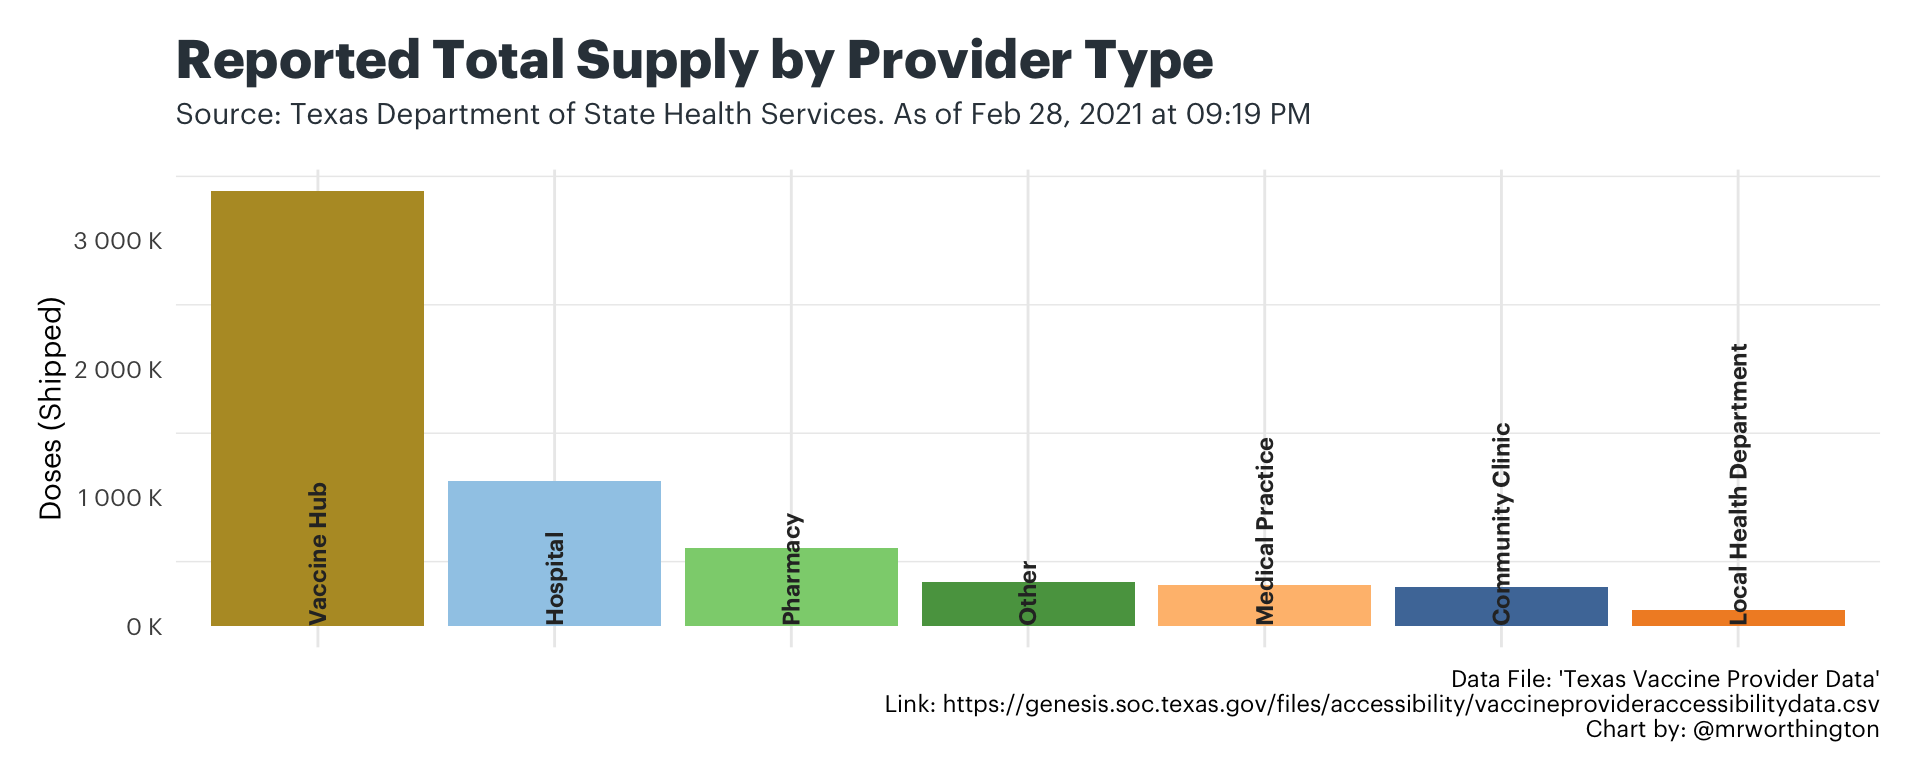 Reported Total Supply by Provider Type
Source: Texas Department of State Health Services. As of Feb 28, 2021 at 09:19 PM
Doses (Shipped)
3 000 K
2 000 K
1 000 K
0 K
Vaccine Hub
Hospital
Pharmacy
Other
Medical Practice
Community Clinic
Local Health Department
Data File: 'Texas Vaccine Provider Data'
Link: https://genesis.soc.texas.gov/files/accessibility/vaccineprovideraccessibilitydata.csv
Chart by: @mrworthington